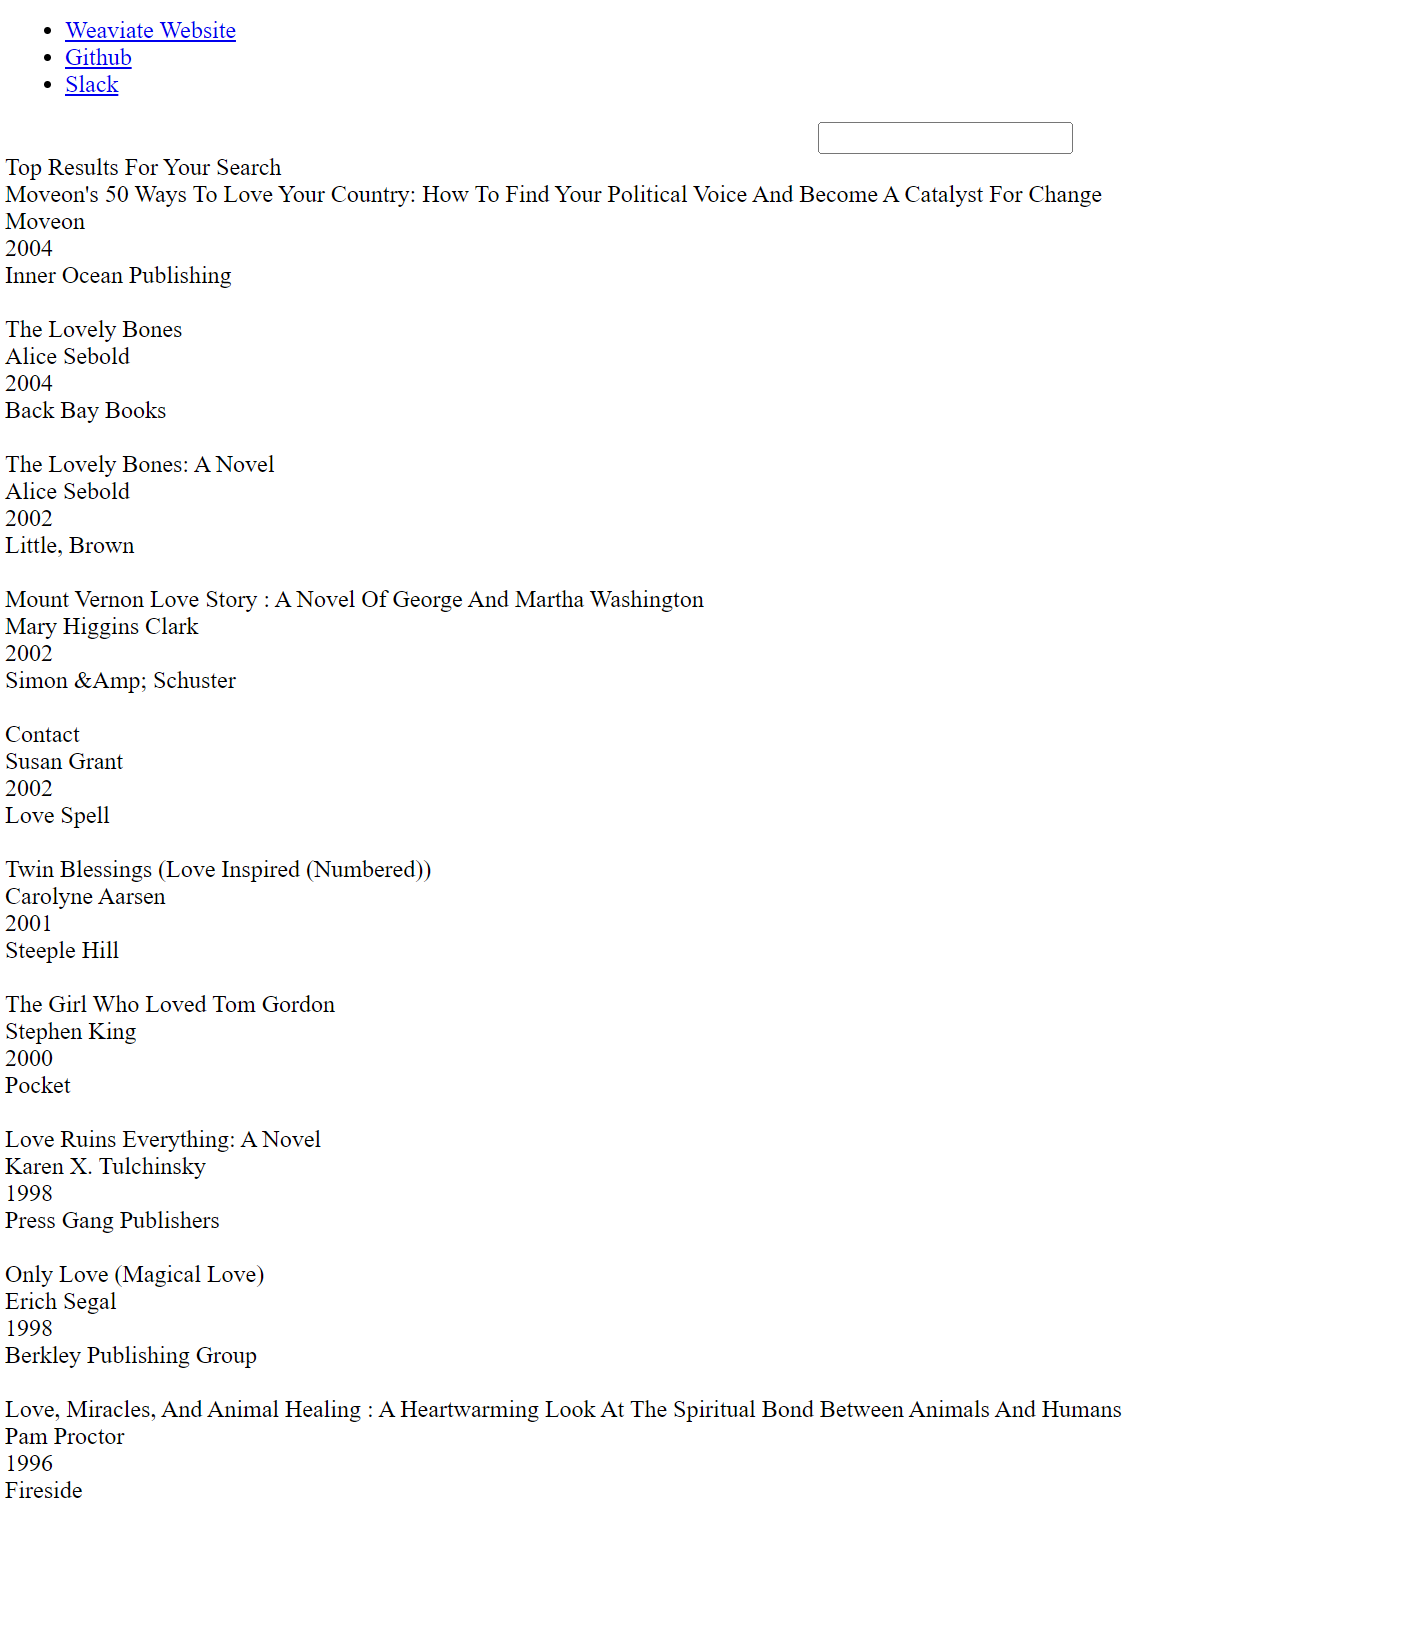 Weaviate Website
Github
Slack
Top Results For Your Search
Moveon's 50 Ways To Love Your Country: How To Find Your Political Voice And Become A Catalyst For Change
Moveon
2004
Inner Ocean Publishing
The Lovely Bones
Alice Sebold
2004
Back Bay Books
The Lovely Bones: A Novel
Alice Sebold
2002
Little, Brown
Mount Vernon Love Story : A Novel Of George And Martha Washington
Mary Higgins Clark
2002
Simon &Amp; Schuster
Contact
Susan Grant
2002
Love Spell
Twin Blessings (Love Inspired (Numbered))
Carolyne Aarsen
2001
Steeple Hill
The Girl Who Loved Tom Gordon
Stephen King
2000
Pocket
Love Ruins Everything: A Novel
Karen X. Tulchinsky
1998
Press Gang Publishers
Only Love (Magical Love)
Erich Segal
1998
Berkley Publishing Group
Love, Miracles, And Animal Healing : A Heartwarming Look At The Spiritual Bond Between Animals And Humans
Pam Proctor
1996
Fireside